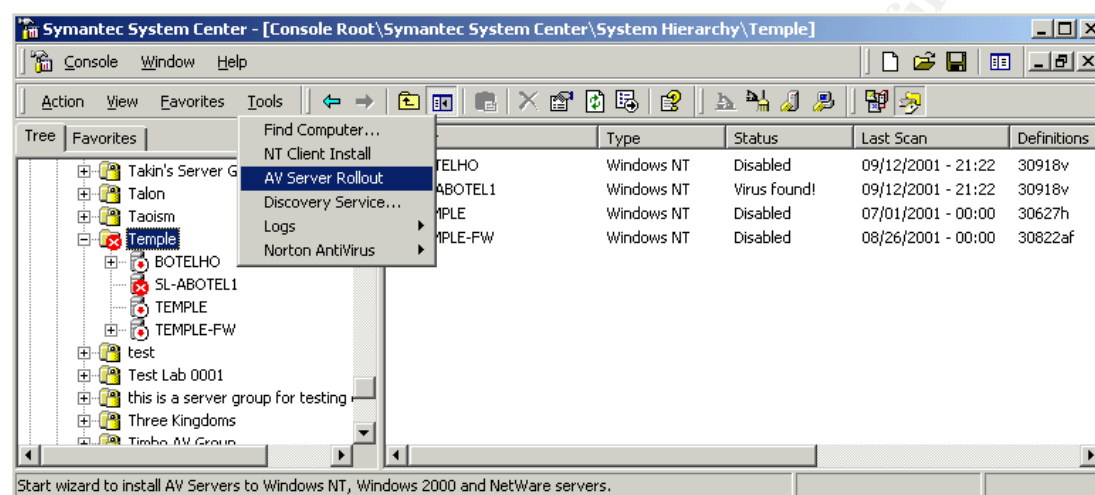 Symantec System Center - [Console Root\Symantec System Center\System Hierarchy\Temple]
Console Window Help
Action View Favorites Tools
Tree Favorites
Type Status Last Scan Definitions
Find Computer...
NT Client Install
AV Server Rollout
Discovery Service...
Logs
Norton AntiVirus
Takin's Server G
Talon
Taoism
Temple
BOTELHO
SL-ABOTEL1
TEMPLE
TEMPLE-FW
test
Test Lab 0001
this is a server group for testing
Three Kingdoms
Timbo AV Group
TELHO Windows NT Disabled 09/12/2001 - 21:22 30918v
ABOTEL1 Windows NT Virus found! 09/12/2001 - 21:22 30918v
MPLE Windows NT Disabled 07/01/2001 - 00:00 30627h
MPLE-FW Windows NT Disabled 08/26/2001 - 00:00 30822af
Start wizard to install AV Servers to Windows NT, Windows 2000 and NetWare servers.